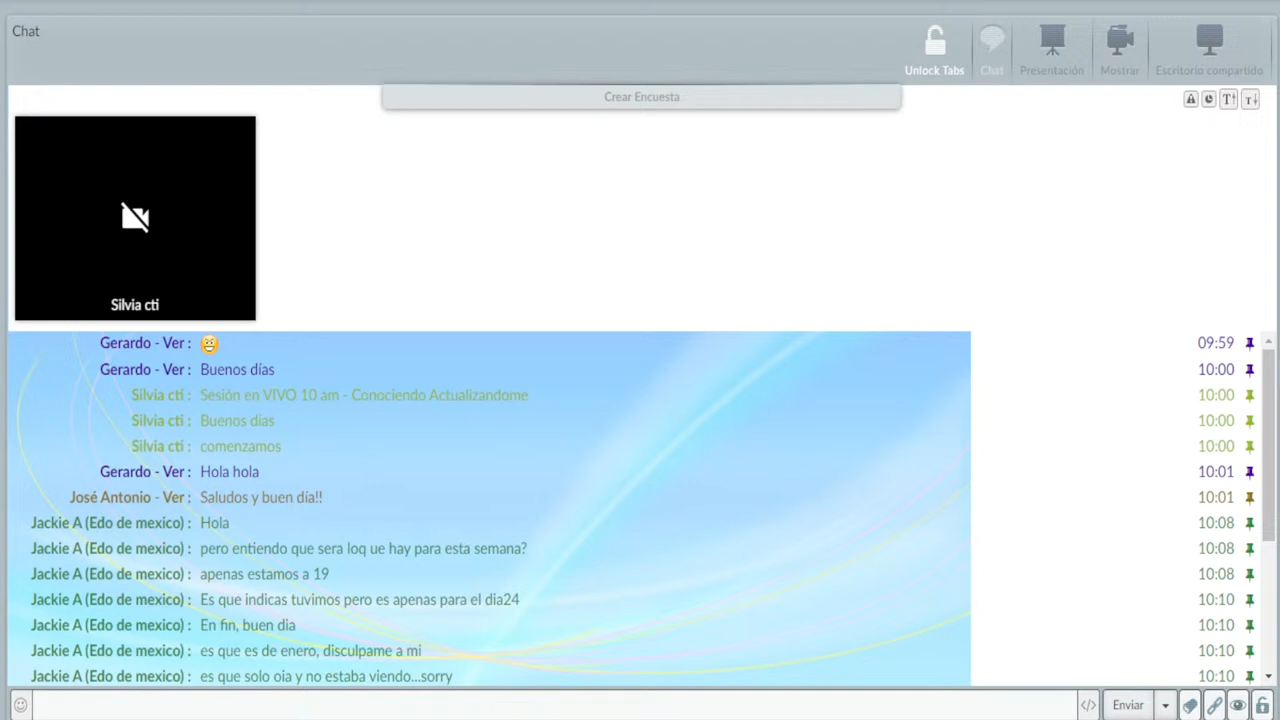 Chat
Unlock Tabs
Chat
Presentación
Mostrar
Escritorio compartido
Crear Encuesta
Silvia cti
Gerardo - Ver : 09:59
Gerardo - Ver : Buenos días 10:00
Silvia cti : Sesión en VIVO 10 am - Conociendo Actualizandome 10:00
Silvia cti : Buenos dias 10:00
Silvia cti : comenzamos 10:00
Gerardo - Ver : Hola hola 10:01
José Antonio - Ver : Saludos y buen día!! 10:01
Jackie A (Edo de mexico) : Hola 10:08
Jackie A (Edo de mexico) : pero entiendo que sera loq ue hay para esta semana? 10:08
Jackie A (Edo de mexico) : apenas estamos a 19 10:08
Jackie A (Edo de mexico) : Es que indicas tuvimos pero es apenas para el dia24 10:10
Jackie A (Edo de mexico) : En fin, buen dia 10:10
Jackie A (Edo de mexico) : es que es de enero, disculpame a mi 10:10
Jackie A (Edo de mexico) : es que solo oia y no estaba viendo...sorry 10:10
Enviar